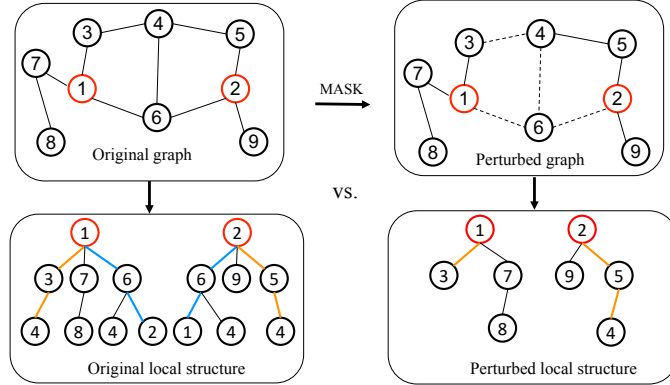 3 4 5
7 1 2
6
8 9
Original graph
MASK
3 4 5
7 1 2
6
8 9
Perturbed graph
vs.
1 2
3 7 6 6 9 5
4 8 4 2 1 4 4
Original local structure
1 2
3 7 9 5
8 4
Perturbed local structure